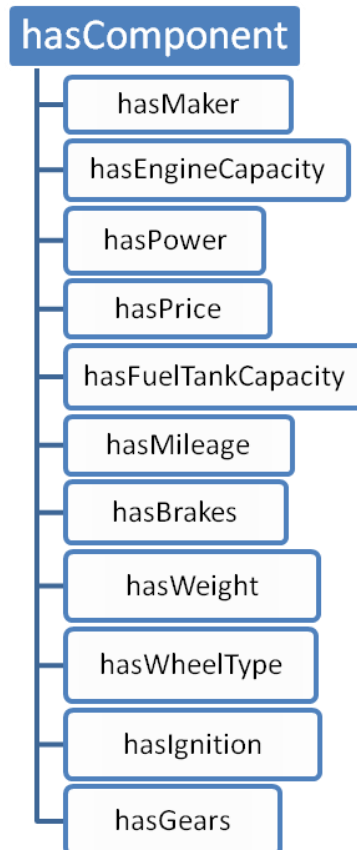 hasComponent
hasMaker
hasEngineCapacity
hasPower
hasPrice
hasFuelTankCapacity
hasMileage
hasBrakes
hasWeight
hasWheelType
hasIgnition
hasGears